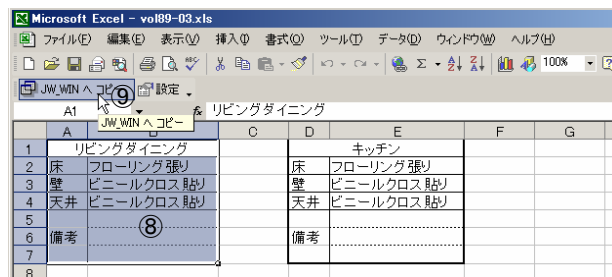 Microsoft Excel - vol89-03.xls
ファイル(F) 編集(E) 表示(V) 挿入(I) 書式(O) ツール(T) データ(D) ウィンドウ(W) ヘルプ(H)
100%
JW_WIN へ コピー ⑨ 設定
A1 fx リビングダイニング
JW_WIN へ コピー
A C D E F G
1 リビングダイニング キッチン
2 床 フローリング張り 床 フローリング張り
3 壁 ビニールクロス貼り 壁 ビニールクロス貼り
4 天井 ビニールクロス貼り 天井 ビニールクロス貼り
5 ⑧
6 備考 備考
7
8